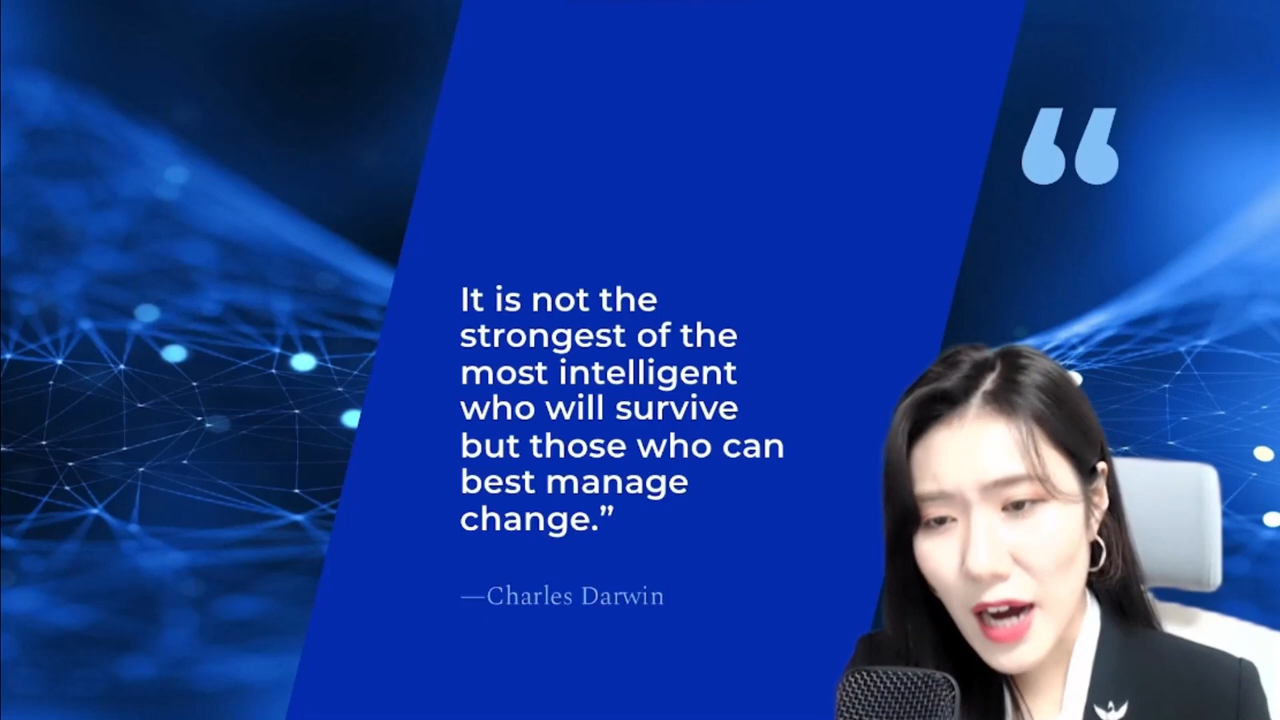 “
It is not the
strongest of the
most intelligent
who will survive
but those who can
best manage
change.”
—Charles Darwin